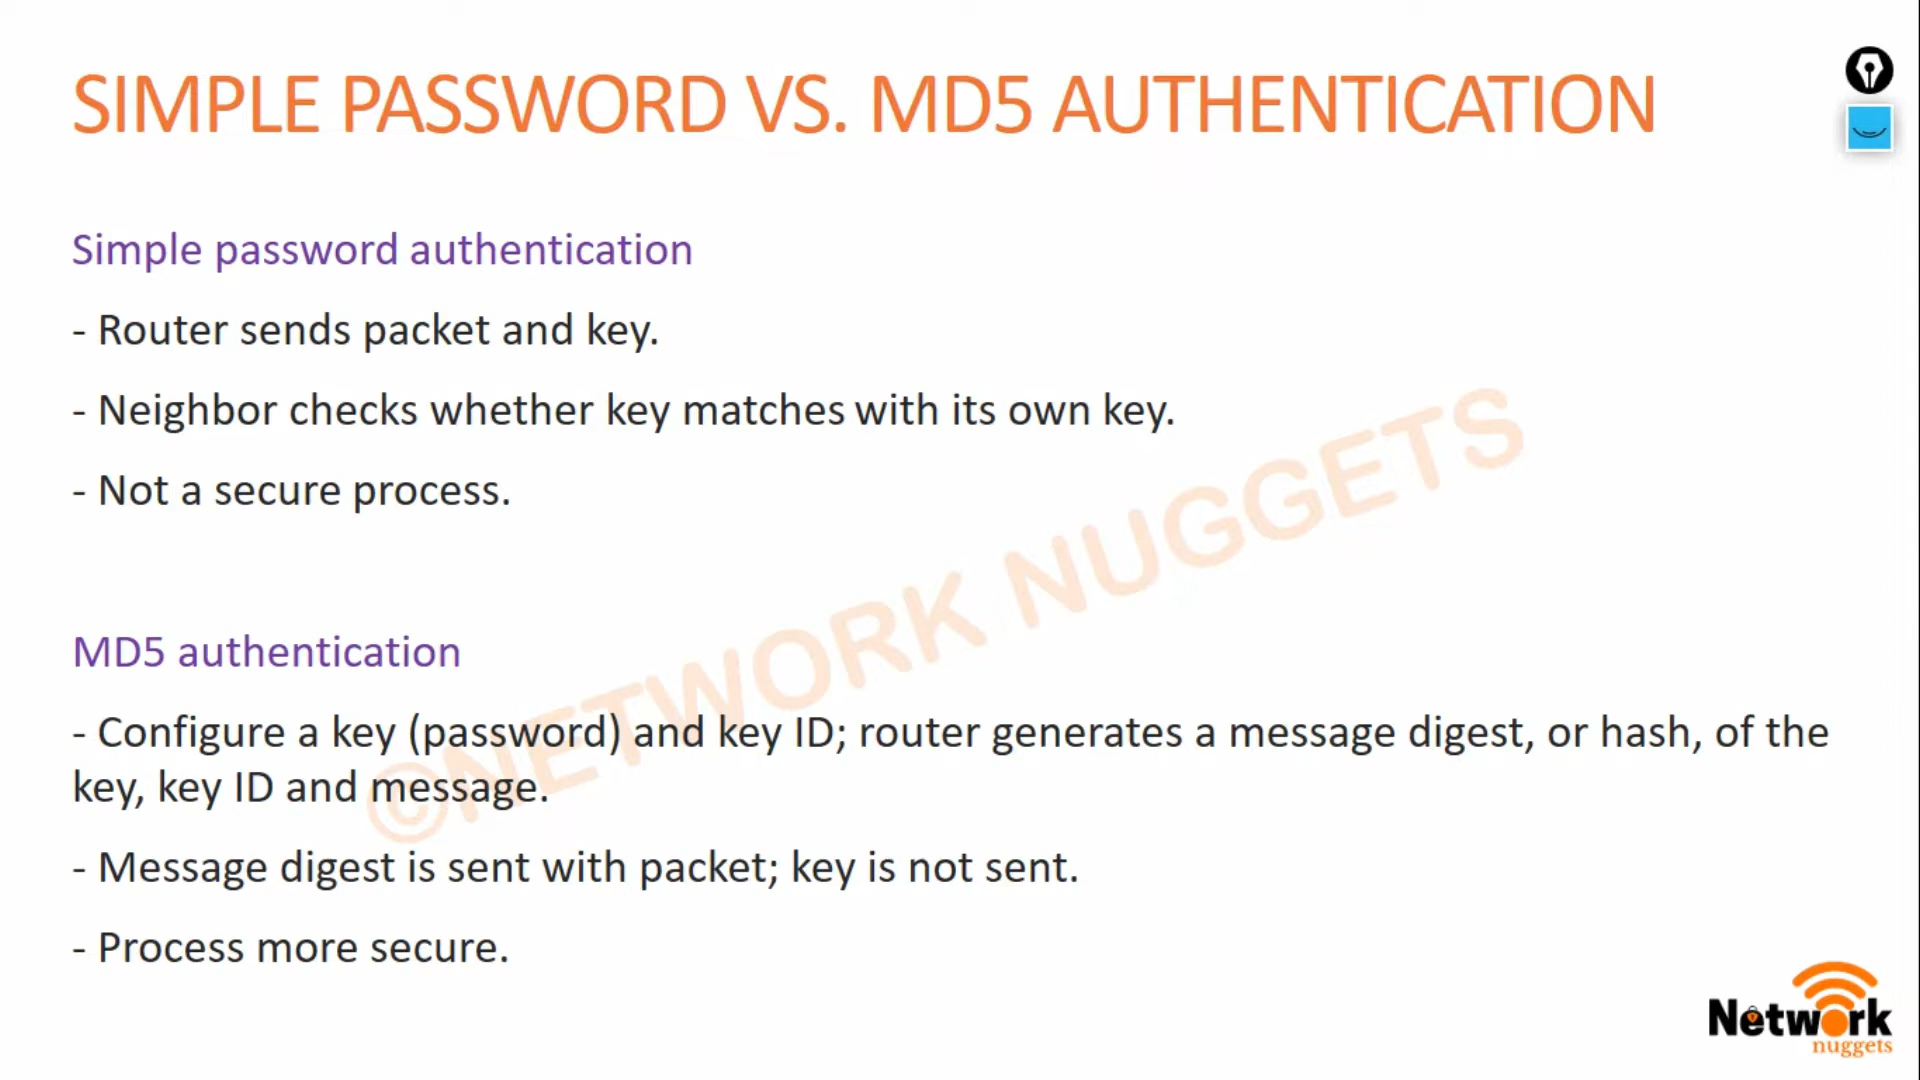 SIMPLE PASSWORD VS. MD5 AUTHENTICATION
Simple password authentication
- Router sends packet and key.
- Neighbor checks whether key matches with its own key.
- Not a secure process.
©NETWORK NUGGETS
MD5 authentication
- Configure a key (password) and key ID; router generates a message digest, or hash, of the
key, key ID and message.
- Message digest is sent with packet; key is not sent.
- Process more secure.
Network
nuggets